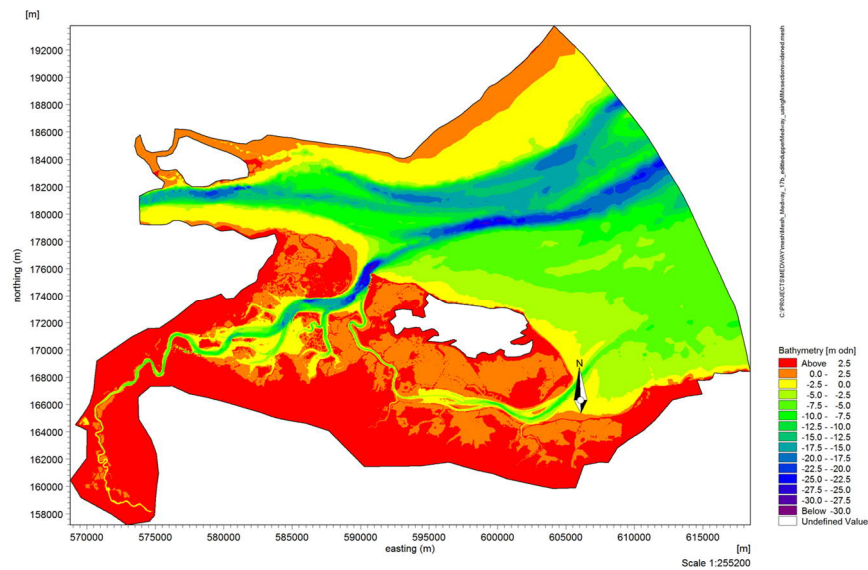 [m]
192000
190000
188000
186000
184000
182000
180000
178000
176000
174000
172000
170000
168000
166000
164000
162000
160000
158000
northing (m)
570000 575000 580000 585000 590000 595000 600000 605000 610000 615000
easting (m)
[m]
Scale 1:255200
N
Bathymetry [m odn]
Above 2.5
0.0 - 2.5
-2.5 - 0.0
-5.0 - -2.5
-7.5 - -5.0
-10.0 - -7.5
-12.5 - -10.0
-15.0 - -12.5
-17.5 - -15.0
-20.0 - -17.5
-22.5 - -20.0
-25.0 - -22.5
-27.5 - -25.0
-30.0 - -27.5
Below -30.0
Undefined Value